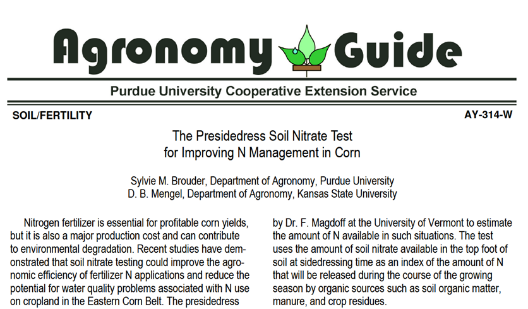 Agronomy Guide
Purdue University Cooperative Extension Service
SOIL/FERTILITY AY-314-W
The Presidedress Soil Nitrate Test
for Improving N Management in Corn
Sylvie M. Brouder, Department of Agronomy, Purdue University
D. B. Mengel, Department of Agronomy, Kansas State University
Nitrogen fertilizer is essential for profitable corn yields,
but it is also a major production cost and can contribute
to environmental degradation. Recent studies have dem-
onstrated that soil nitrate testing could improve the agro-
nomic efficiency of fertilizer N applications and reduce the
potential for water quality problems associated with N use
on cropland in the Eastern Corn Belt. The presidedress
by Dr. F. Magdoff at the University of Vermont to estimate
the amount of N available in such situations. The test
uses the amount of soil nitrate available in the top foot of
soil at sidedressing time as an index of the amount of N
that will be released during the course of the growing
season by organic sources such as soil organic matter,
manure, and crop residues.